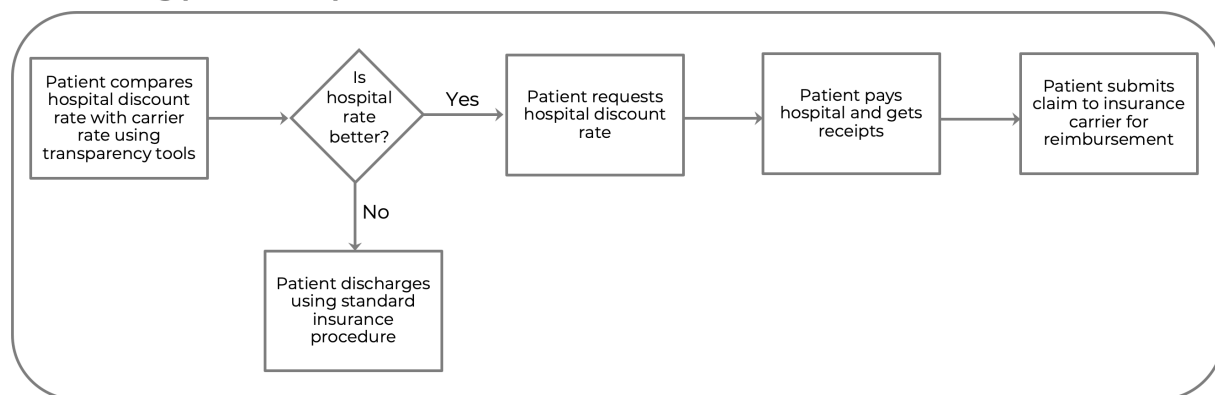 Patient compares
hospital discount
rate with carrier
rate using
transparency tools
Is
hospital
rate
better?
Yes
Patient requests
hospital discount
rate
Patient pays
hospital and gets
receipts
Patient submits
claim to insurance
carrier for
reimbursement
No
Patient discharges
using standard
insurance
procedure